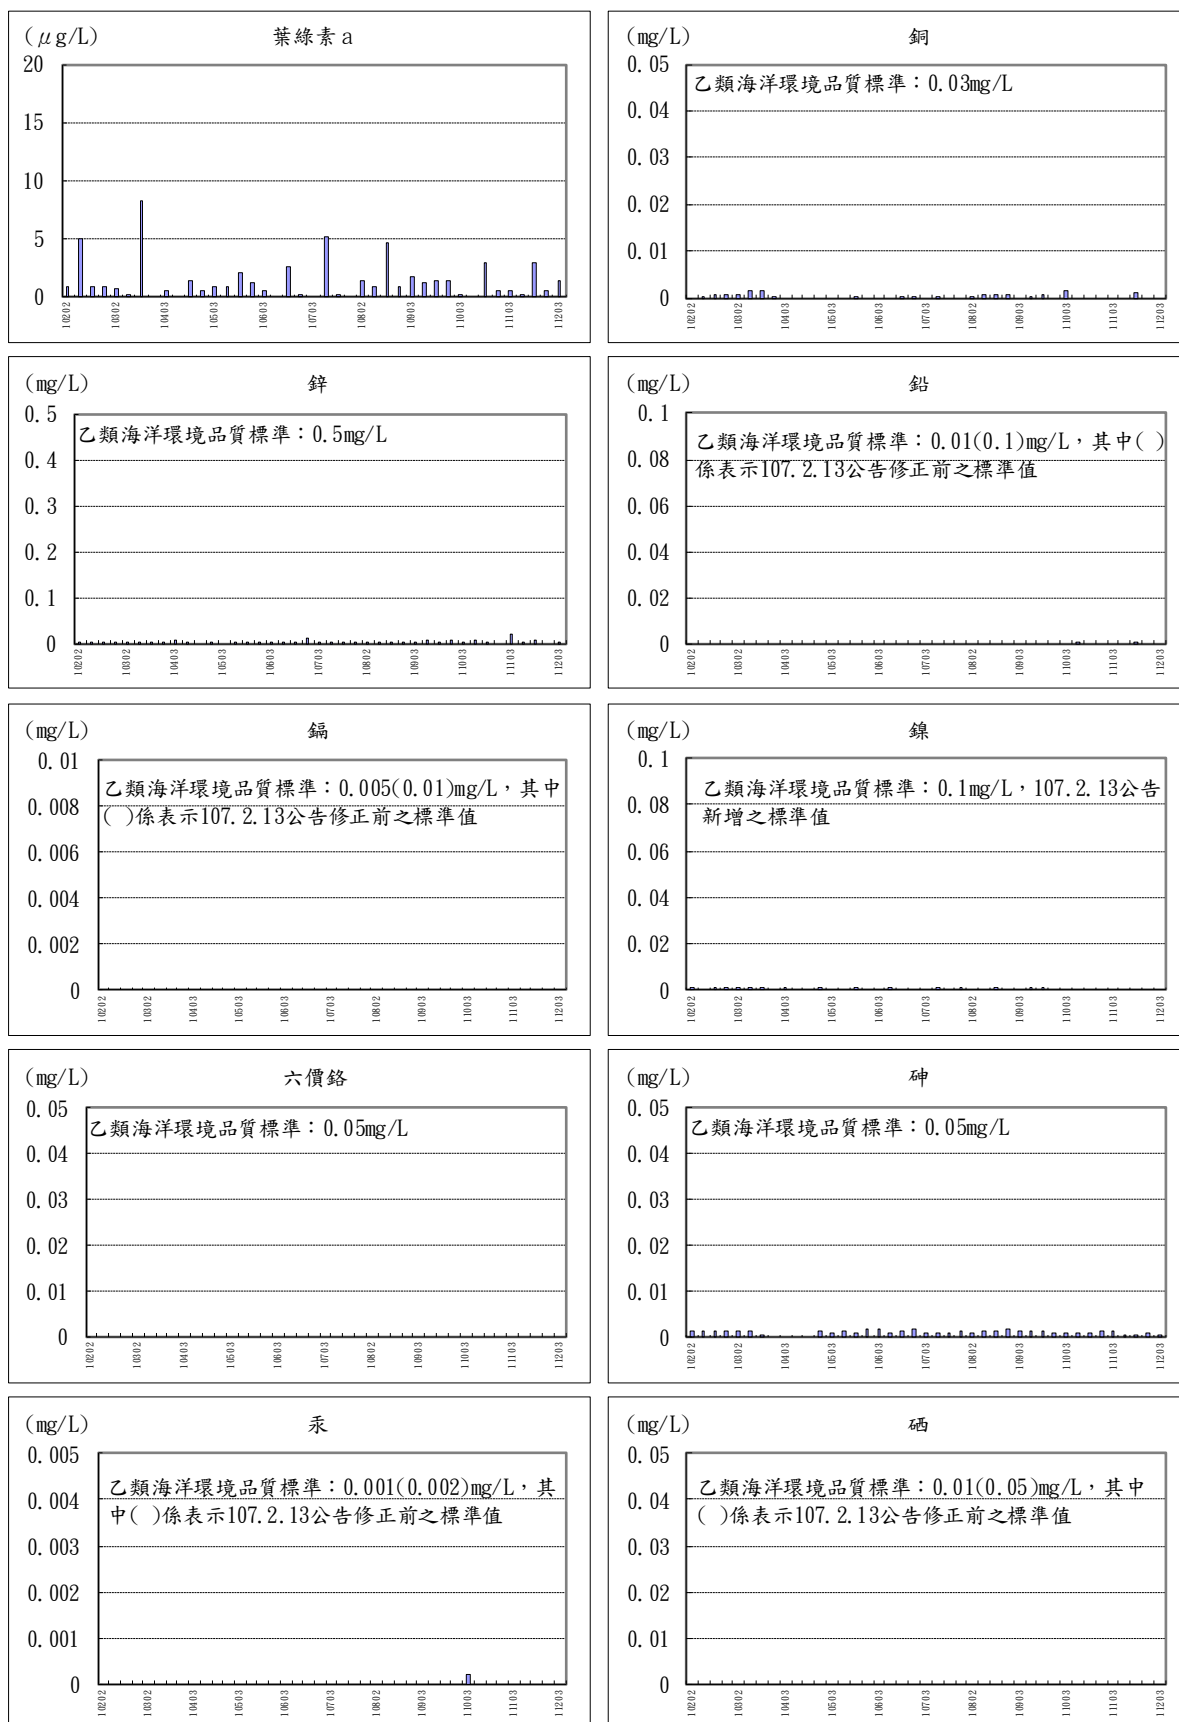 (μg/L) 葉綠素a
20
15
10
5
0
10202 10302 10403 10503 10603 10703 10802 10903 11003 11103 11203
(mg/L) 銅
0.05
乙類海洋環境品質標準：0.03mg/L
0.04
0.03
0.02
0.01
0
10202 10302 10403 10503 10603 10703 10802 10903 11003 11103 11203
(mg/L) 鋅
0.5
乙類海洋環境品質標準：0.5mg/L
0.4
0.3
0.2
0.1
0
10202 10302 10403 10503 10603 10703 10802 10903 11003 11103 11203
(mg/L) 鉛
0.1
乙類海洋環境品質標準：0.01(0.1)mg/L，其中( )
0.08
係表示107.2.13公告修正前之標準值
0.06
0.04
0.02
0
10202 10302 10403 10503 10603 10703 10802 10903 11003 11103 11203
(mg/L) 鎘
0.01
乙類海洋環境品質標準：0.005(0.01)mg/L，其中
0.008
( )係表示107.2.13公告修正前之標準值
0.006
0.004
0.002
0
10202 10302 10403 10503 10603 10703 10802 10903 11003 11103 11203
(mg/L) 鎳
0.1
乙類海洋環境品質標準：0.1mg/L，107.2.13公告
0.08
新增之標準值
0.06
0.04
0.02
0
10202 10302 10403 10503 10603 10703 10802 10903 11003 11103 11203
(mg/L) 六價鉻
0.05
乙類海洋環境品質標準：0.05mg/L
0.04
0.03
0.02
0.01
0
10202 10302 10403 10503 10603 10703 10802 10903 11003 11103 11203
(mg/L) 砷
0.05
乙類海洋環境品質標準：0.05mg/L
0.04
0.03
0.02
0.01
0
10202 10302 10403 10503 10603 10703 10802 10903 11003 11103 11203
(mg/L) 汞
0.005
乙類海洋環境品質標準：0.001(0.002)mg/L，其
0.004
中( )係表示107.2.13公告修正前之標準值
0.003
0.002
0.001
0
10202 10302 10403 10503 10603 10703 10802 10903 11003 11103 11203
(mg/L) 硒
0.05
乙類海洋環境品質標準：0.01(0.05)mg/L，其中
0.04
( )係表示107.2.13公告修正前之標準值
0.03
0.02
0.01
0
10202 10302 10403 10503 10603 10703 10802 10903 11003 11103 11203